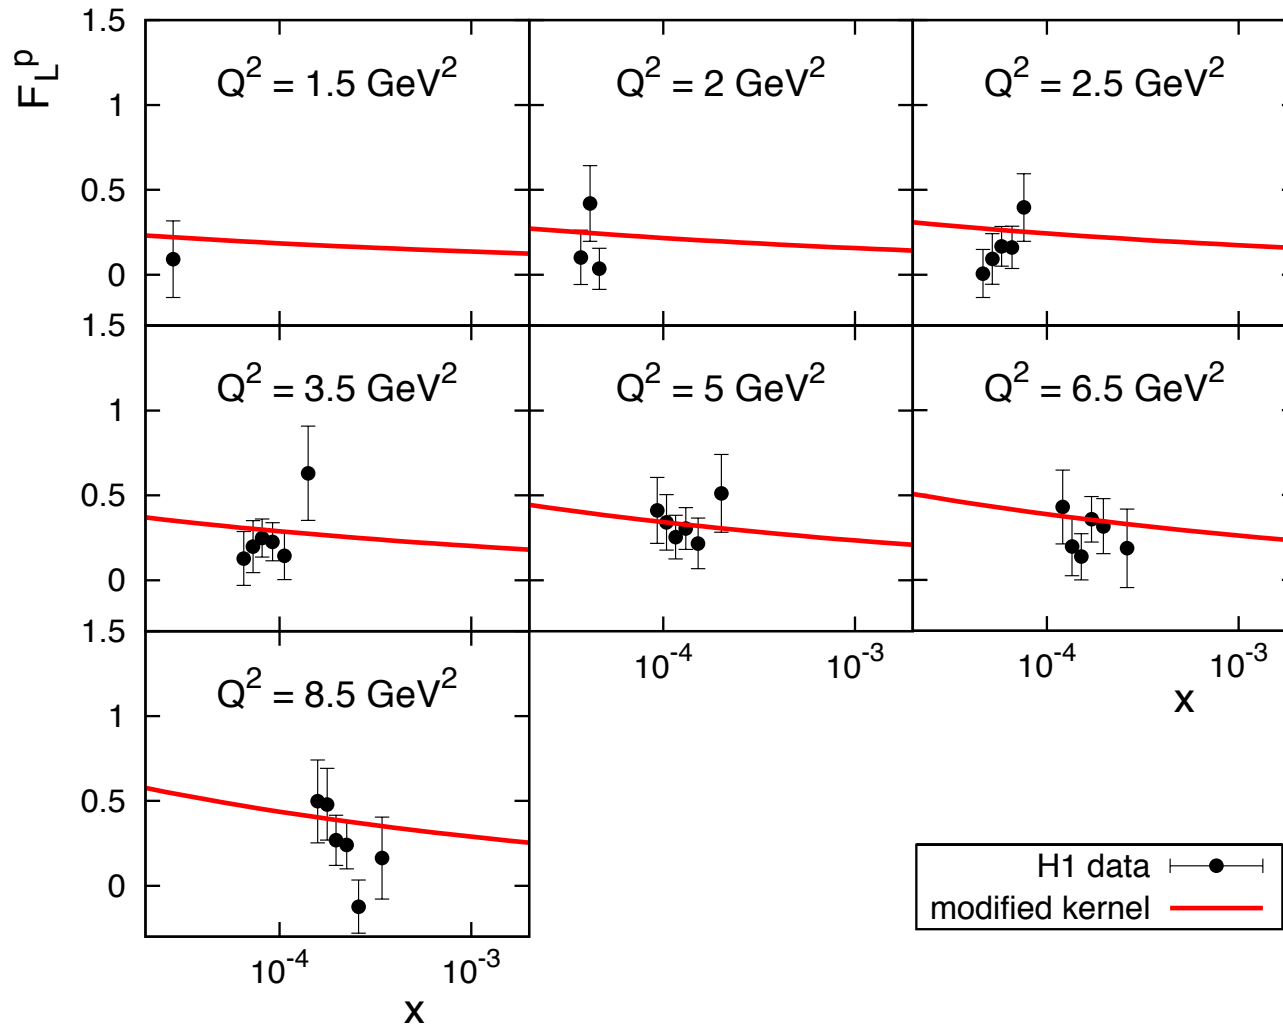 F_L^p
1.5
1
0.5
0
Q^2 = 1.5 GeV^2
Q^2 = 2 GeV^2
Q^2 = 2.5 GeV^2
1.5
1
0.5
0
Q^2 = 3.5 GeV^2
Q^2 = 5 GeV^2
Q^2 = 6.5 GeV^2
10^-4
10^-3
10^-4
10^-3
x
1.5
1
0.5
0
Q^2 = 8.5 GeV^2
10^-4
10^-3
x
H1 data
modified kernel